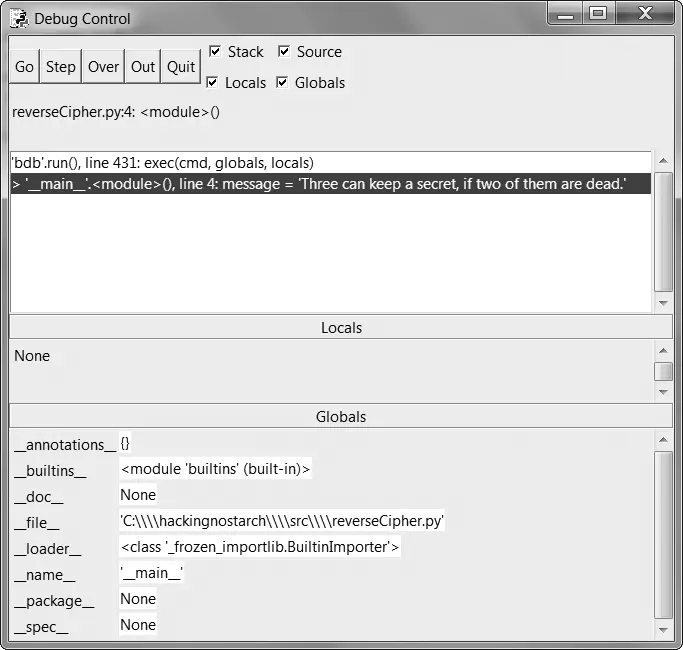 Debug Control
Go Step Over Out Quit Stack Source
Locals Globals
reverseCipher.py:4: <module>()
'bdb'.run(), line 431: exec(cmd, globals, locals)
> '__main__'.<module>(), line 4: message = 'Three can keep a secret, if two of them are dead.'
Locals
None
Globals
__annotations__ {}
__builtins__ <module 'builtins' (built-in)>
__doc__ None
__file__ 'C:\\\\hackingnostarch\\\\src\\\\reverseCipher.py'
__loader__ <class '_frozen_importlib.BuiltinImporter'>
__name__ '__main__'
__package__ None
__spec__ None